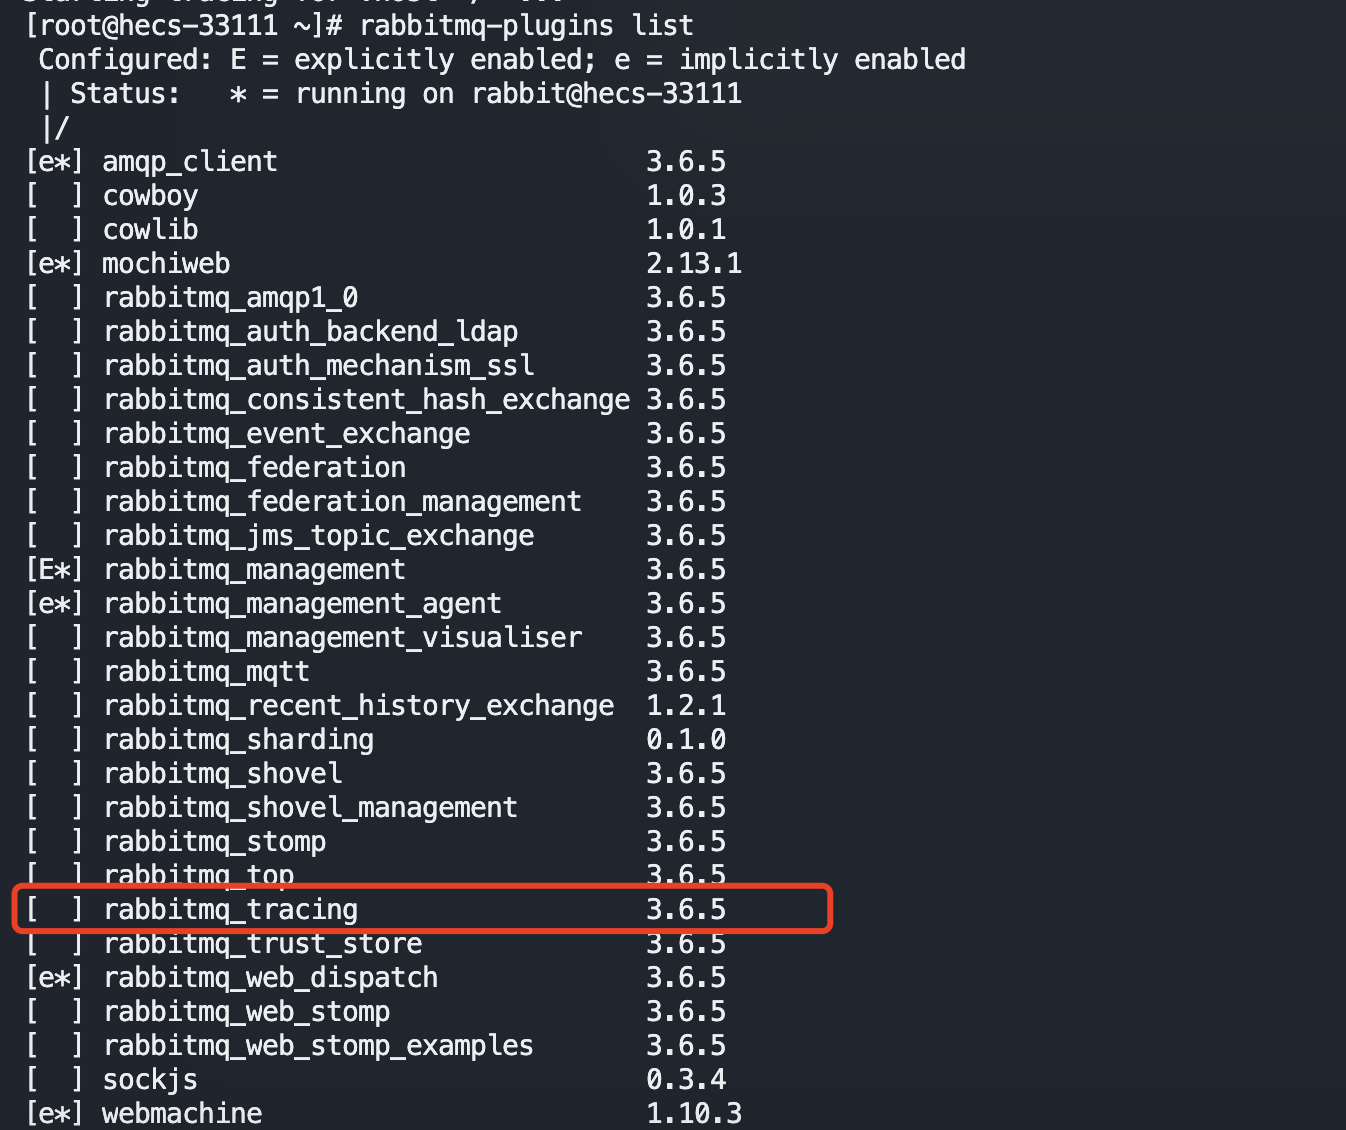 [root@hecs-33111 ~]# rabbitmq-plugins list
Configured: E = explicitly enabled; e = implicitly enabled
| Status:   * = running on rabbit@hecs-33111
|/
[e*] amqp_client                       3.6.5
[  ] cowboy                            1.0.3
[  ] cowlib                            1.0.1
[e*] mochiweb                          2.13.1
[  ] rabbitmq_amqp1_0                  3.6.5
[  ] rabbitmq_auth_backend_ldap        3.6.5
[  ] rabbitmq_auth_mechanism_ssl       3.6.5
[  ] rabbitmq_consistent_hash_exchange 3.6.5
[  ] rabbitmq_event_exchange           3.6.5
[  ] rabbitmq_federation               3.6.5
[  ] rabbitmq_federation_management    3.6.5
[  ] rabbitmq_jms_topic_exchange       3.6.5
[E*] rabbitmq_management               3.6.5
[e*] rabbitmq_management_agent         3.6.5
[  ] rabbitmq_management_visualiser    3.6.5
[  ] rabbitmq_mqtt                     3.6.5
[  ] rabbitmq_recent_history_exchange  1.2.1
[  ] rabbitmq_sharding                 0.1.0
[  ] rabbitmq_shovel                   3.6.5
[  ] rabbitmq_shovel_management        3.6.5
[  ] rabbitmq_stomp                    3.6.5
[  ] rabbitmq_top                      3.6.5
[  ] rabbitmq_tracing                  3.6.5
[  ] rabbitmq_trust_store              3.6.5
[e*] rabbitmq_web_dispatch             3.6.5
[  ] rabbitmq_web_stomp                3.6.5
[  ] rabbitmq_web_stomp_examples       3.6.5
[  ] sockjs                            0.3.4
[e*] webmachine                        1.10.3